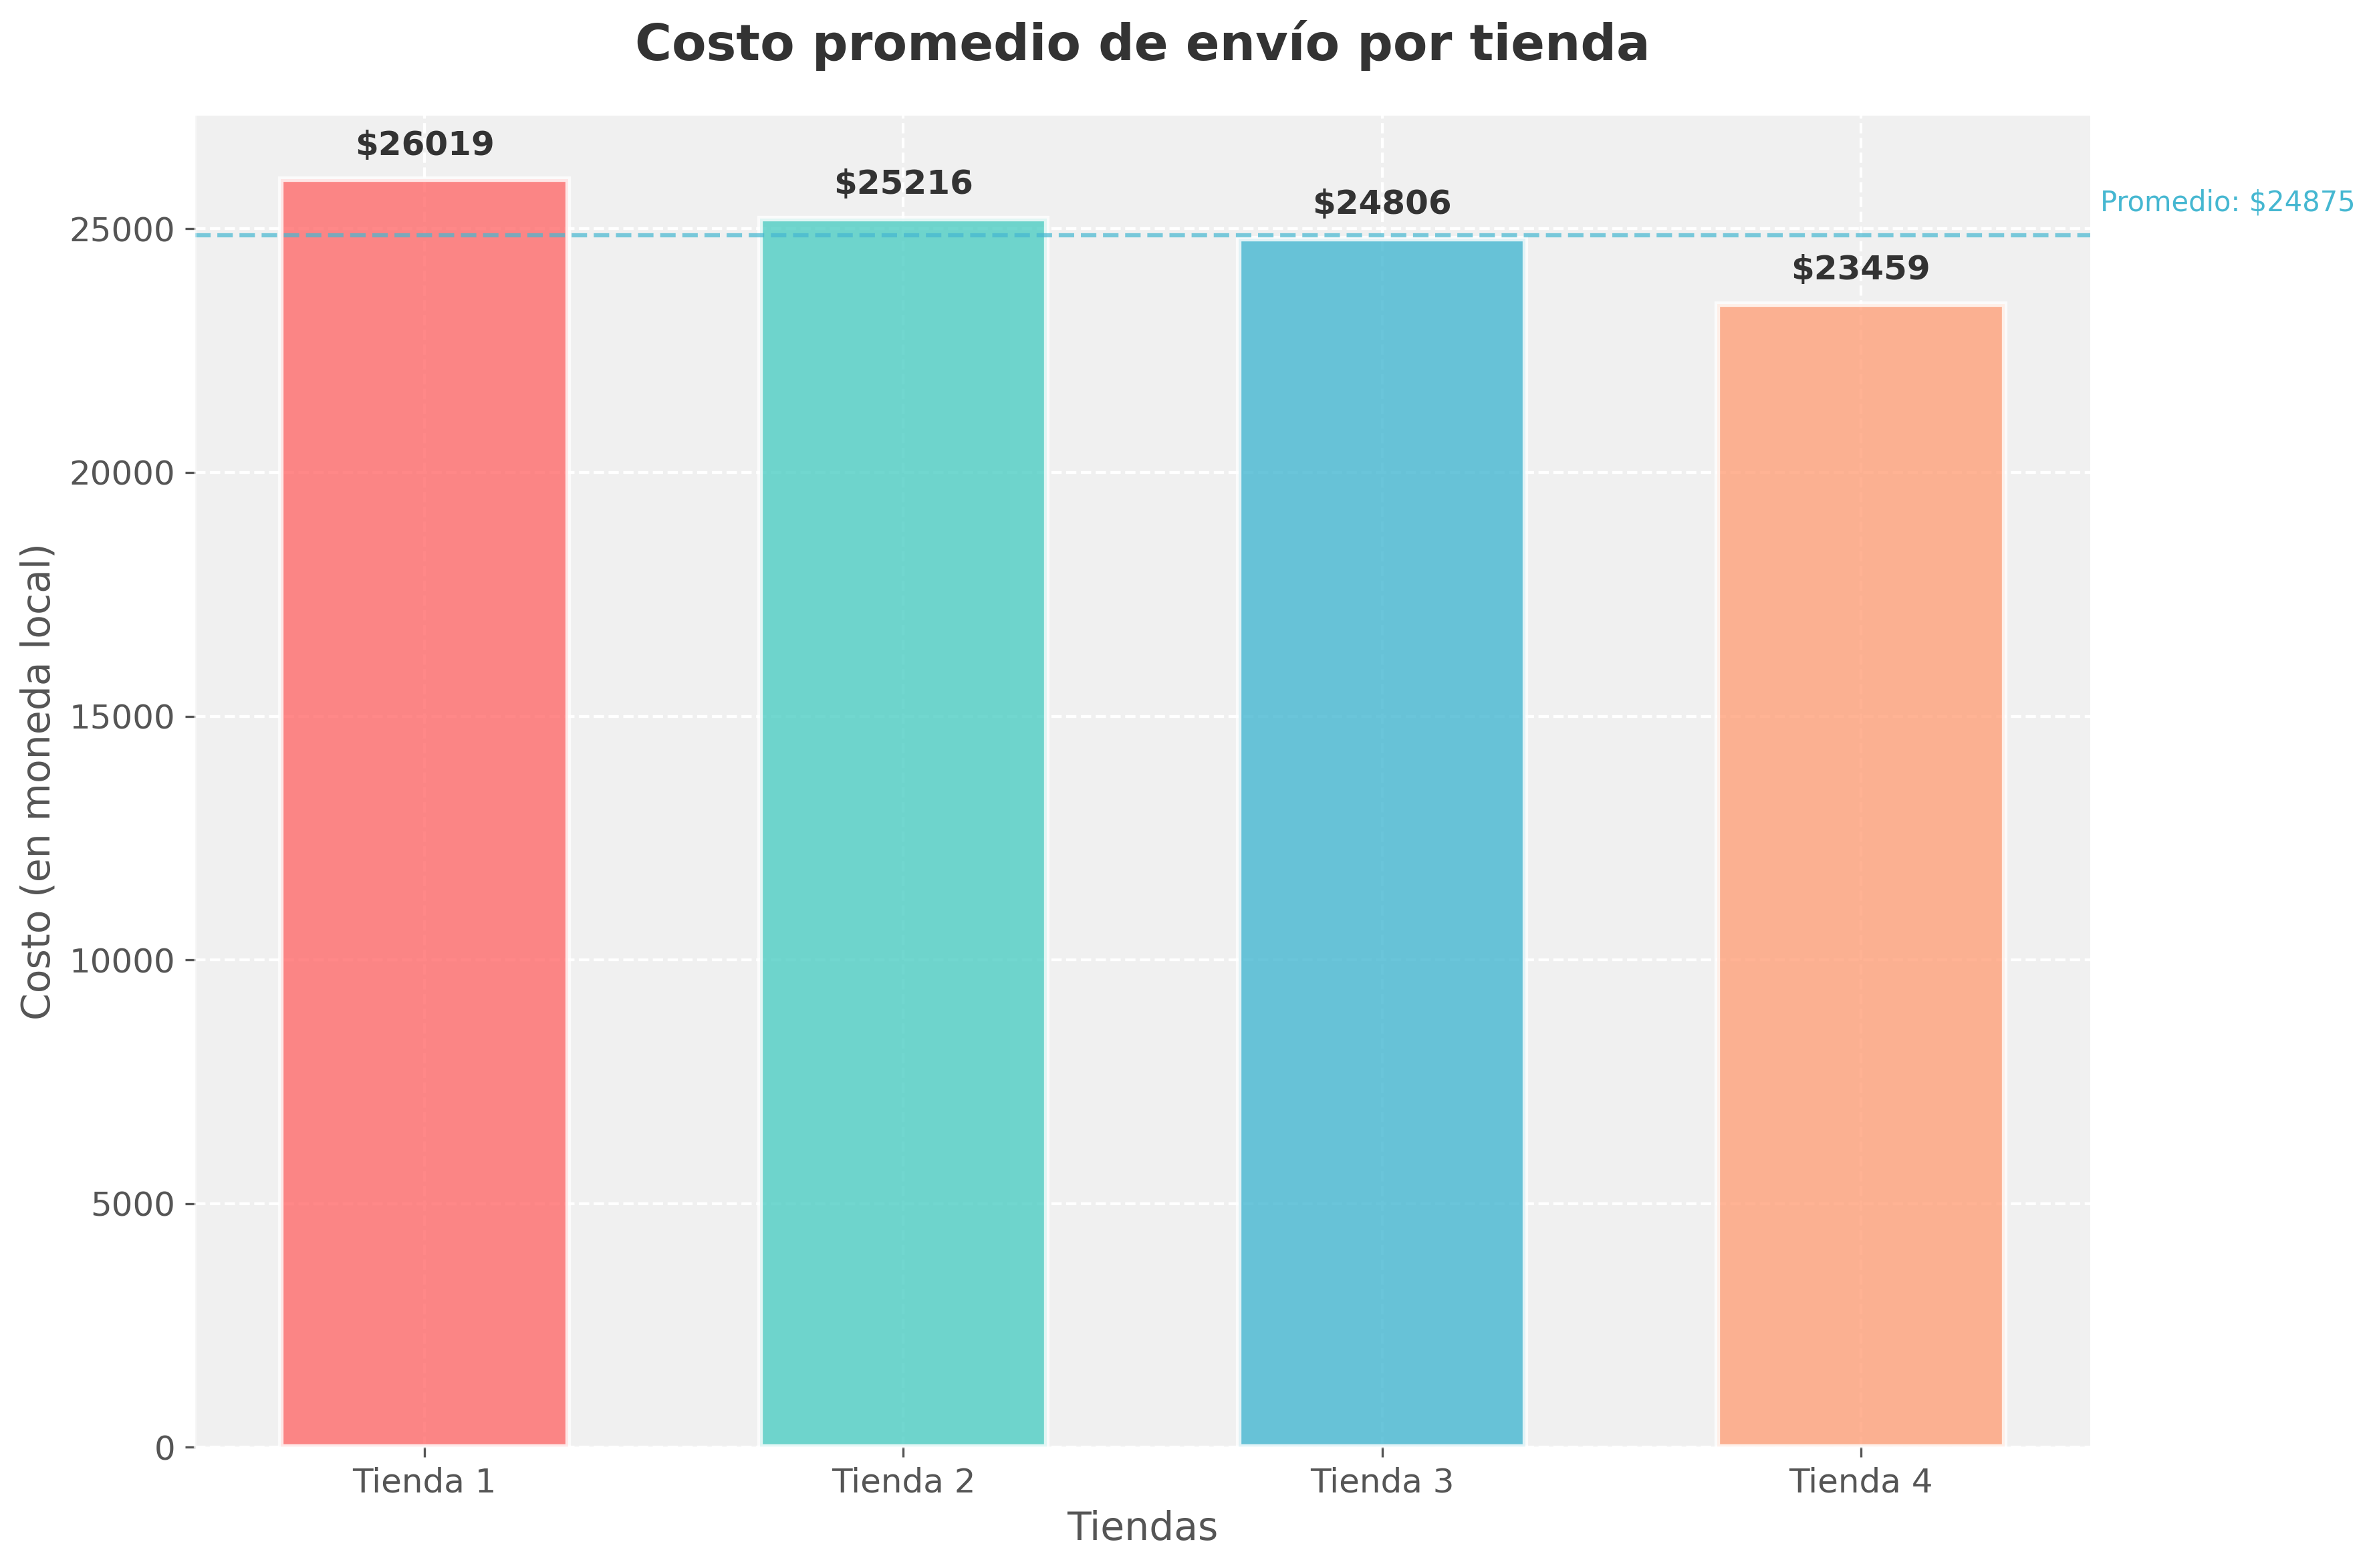 Costo promedio de envío por tienda
$26019
$25216
$24806
$23459
Promedio: $24875
25000
20000
15000
10000
5000
0
Costo (en moneda local)
Tienda 1
Tienda 2
Tienda 3
Tienda 4
Tiendas